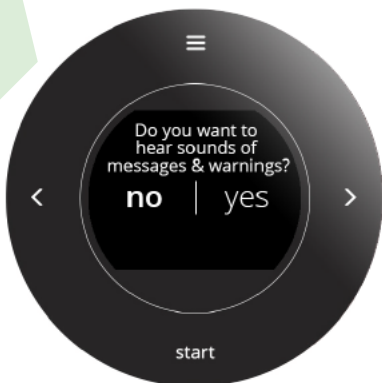 Do you want to
hear sounds of
messages & warnings?
no | yes
start